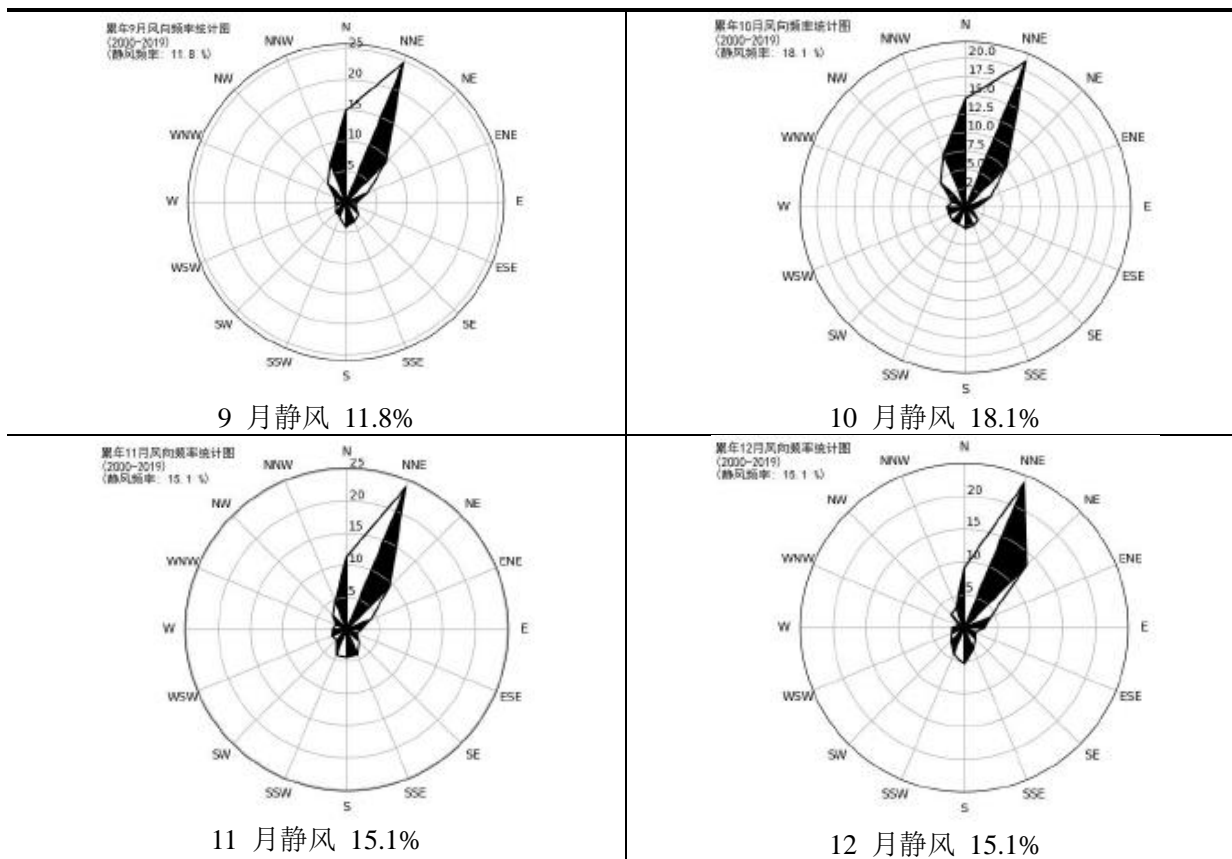 累年9月风向频率统计图
(2000-2019)
(静风频率: 11.8 %)
N
NNE
NE
ENE
E
ESE
SE
SSE
S
SSW
SW
WSW
W
WNW
NW
NNW
25
20
15
10
5
9 月静风 11.8%
累年10月风向频率统计图
(2000-2019)
(静风频率: 18.1 %)
N
NNE
NE
ENE
E
ESE
SE
SSE
S
SSW
SW
WSW
W
WNW
NW
NNW
20.0
17.5
15.0
12.5
10.0
7.5
5.0
10 月静风 18.1%
累年11月风向频率统计图
(2000-2019)
(静风频率: 15.1 %)
N
NNE
NE
ENE
E
ESE
SE
SSE
S
SSW
SW
WSW
W
WNW
NW
NNW
25
20
15
10
5
11 月静风 15.1%
累年12月风向频率统计图
(2000-2019)
(静风频率: 15.1 %)
N
NNE
NE
ENE
E
ESE
SE
SSE
S
SSW
SW
WSW
W
WNW
NW
NNW
20
15
10
5
12 月静风 15.1%